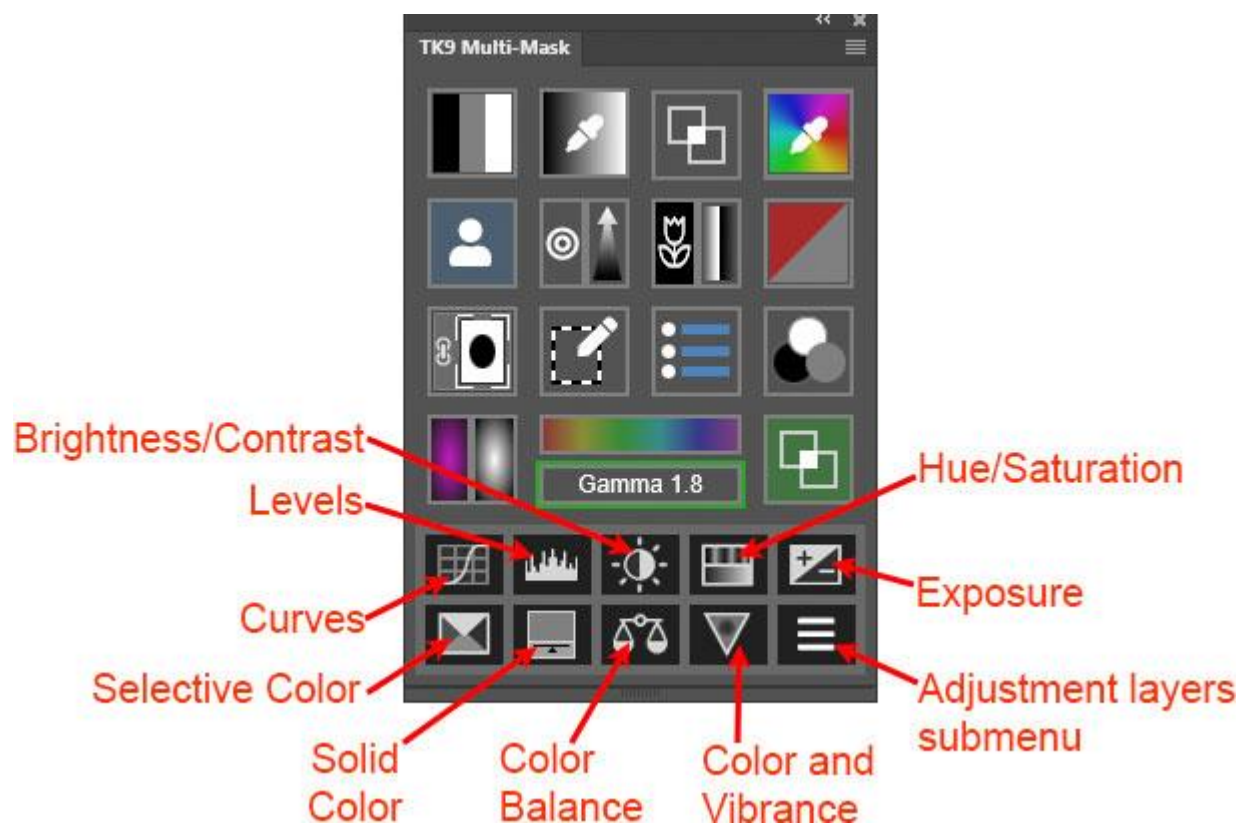 TK9 Multi-Mask
Brightness/Contrast
Levels
Gamma 1.8
Hue/Saturation
Curves
Exposure
Selective Color
Adjustment layers
submenu
Solid
Color
Color
Balance
Color and
Vibrance